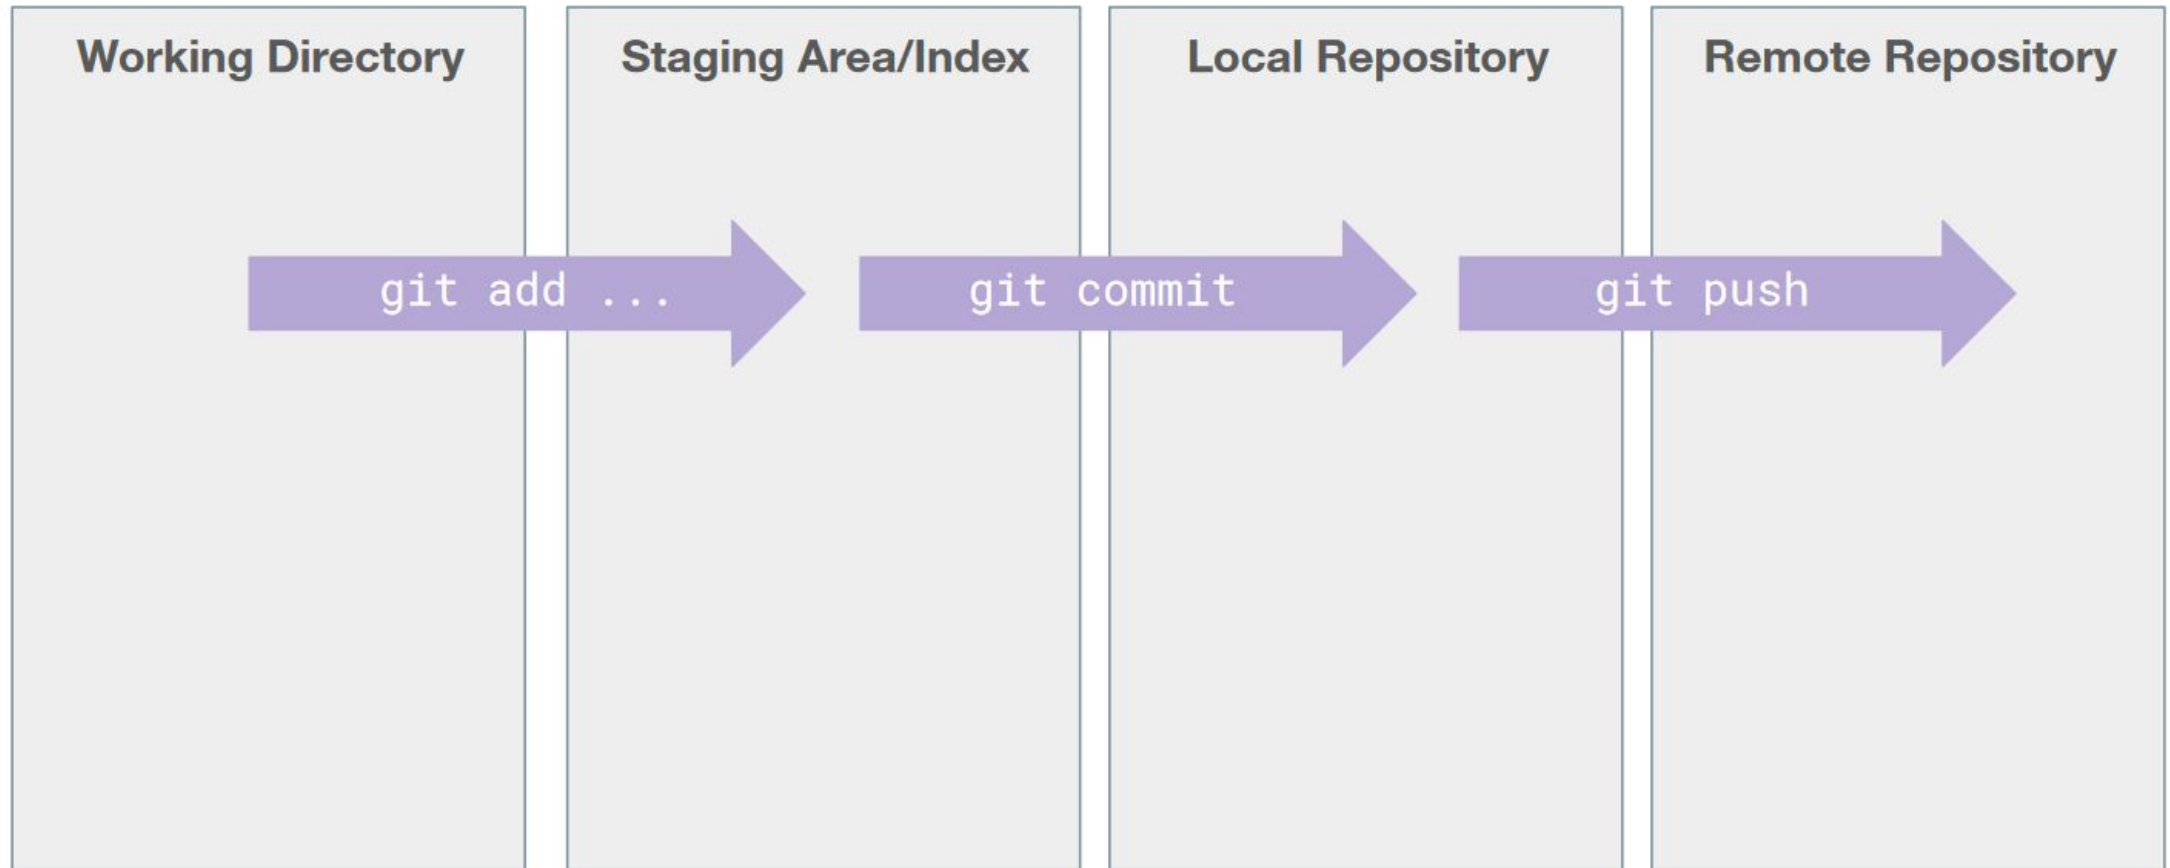 Working Directory
Staging Area/Index
Local Repository
Remote Repository
git add ...
git commit
git push